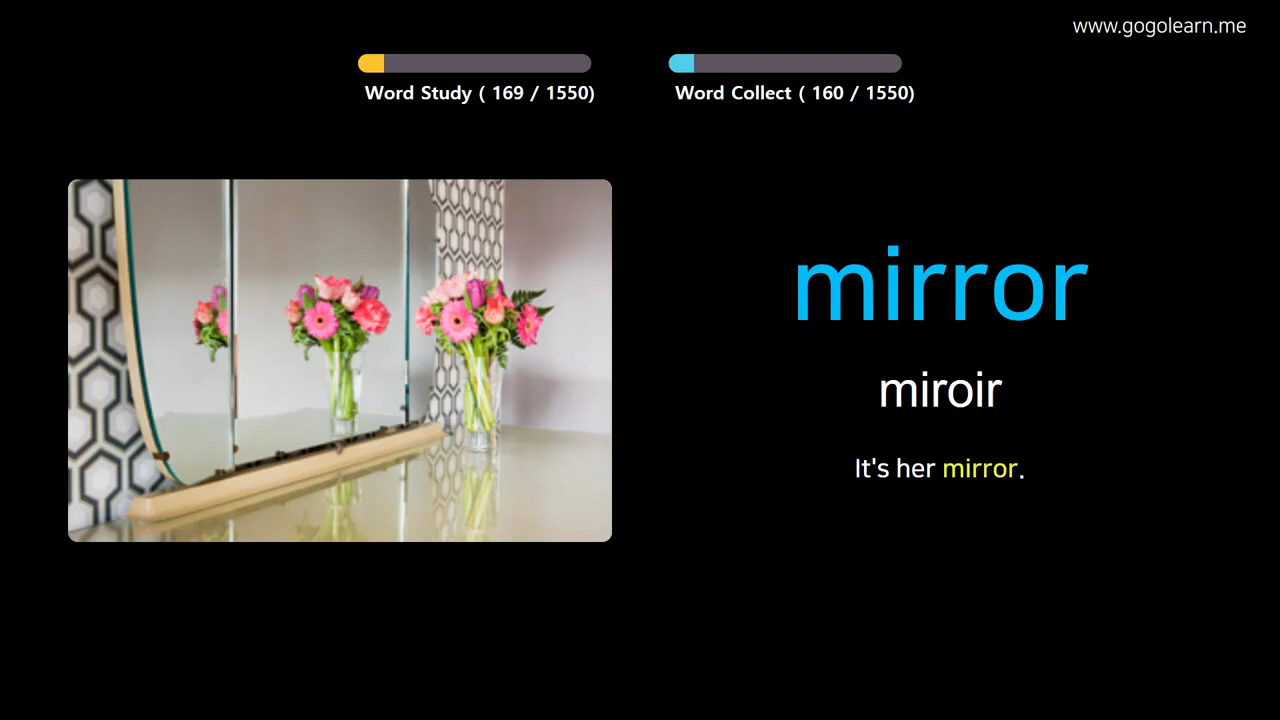 www.gogolearn.me
Word Study ( 169 / 1550)
Word Collect ( 160 / 1550)
mirror
miroir
It's her mirror.